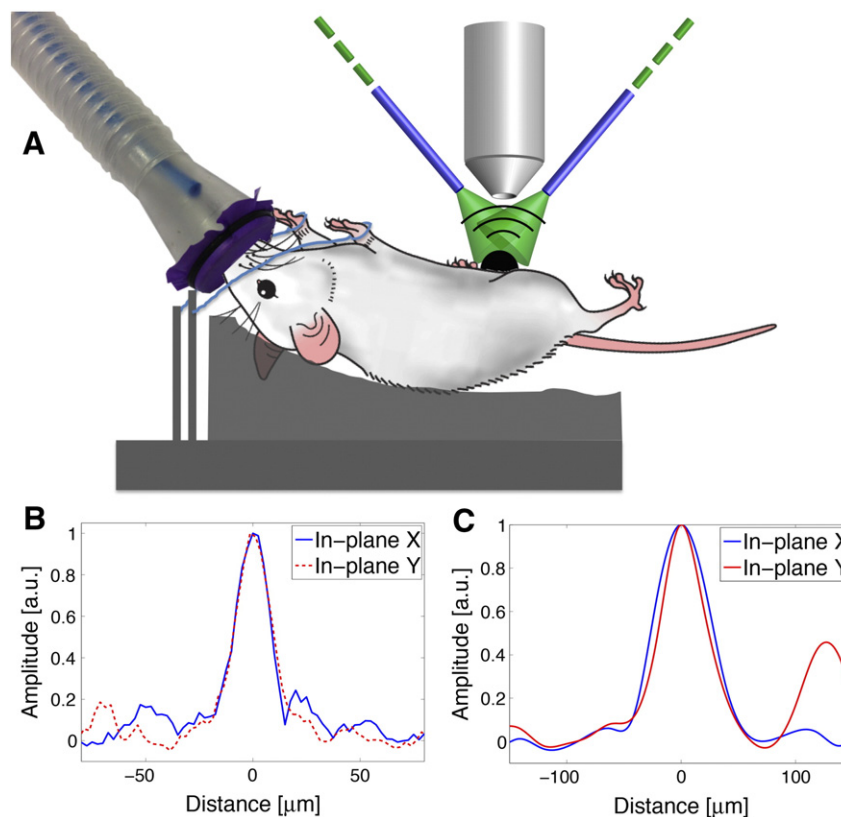 A
B
1
0.8
0.6
0.4
0.2
0
Amplitude [a.u.]
−50
0
50
Distance [μm]
In−plane X
In−plane Y
C
1
0.8
0.6
0.4
0.2
0
Amplitude [a.u.]
−100
0
100
Distance [μm]
In−plane X
In−plane Y